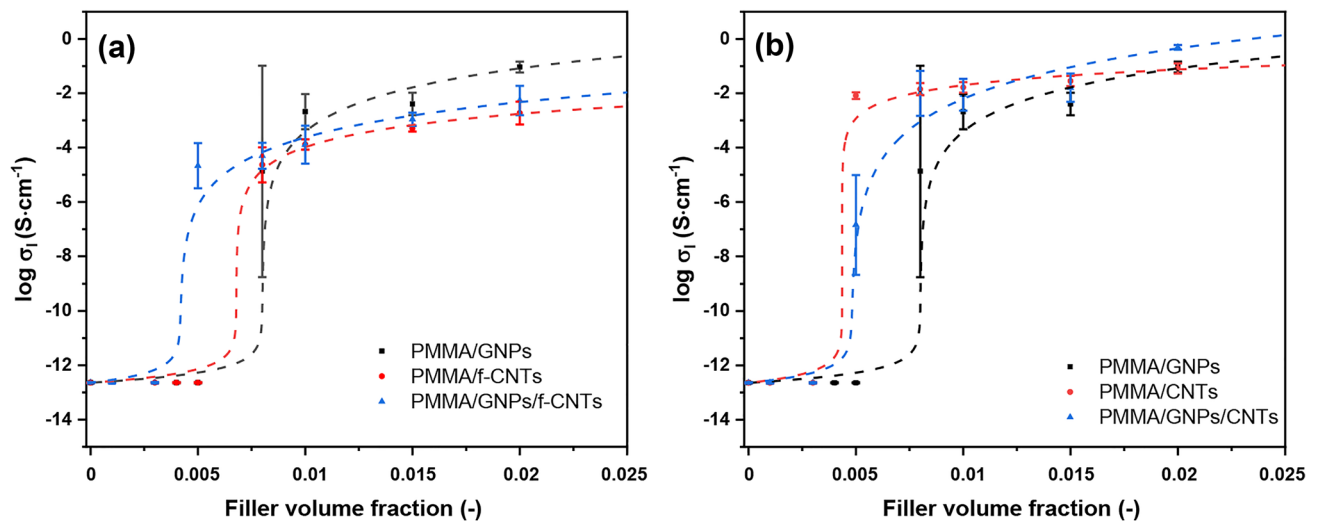 (a)
log σI (S·cm-1)
0
-2
-4
-6
-8
-10
-12
-14
PMMA/GNPs
PMMA/f-CNTs
PMMA/GNPs/f-CNTs
0 0.005 0.01 0.015 0.02 0.025
Filler volume fraction (-)
(b)
log σI (S·cm-1)
0
-2
-4
-6
-8
-10
-12
-14
PMMA/GNPs
PMMA/CNTs
PMMA/GNPs/CNTs
0 0.005 0.01 0.015 0.02 0.025
Filler volume fraction (-)